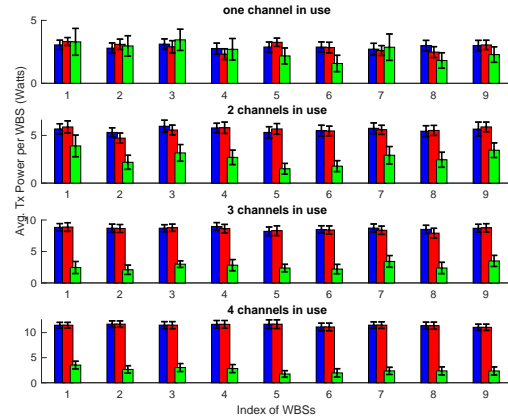 one channel in use
5
0
1 2 3 4 5 6 7 8 9
2 channels in use
5
0
1 2 3 4 5 6 7 8 9
Avg. Tx Power per WBS (Watts)
3 channels in use
10
5
0
1 2 3 4 5 6 7 8 9
4 channels in use
10
5
0
1 2 3 4 5 6 7 8 9
Index of WBSs